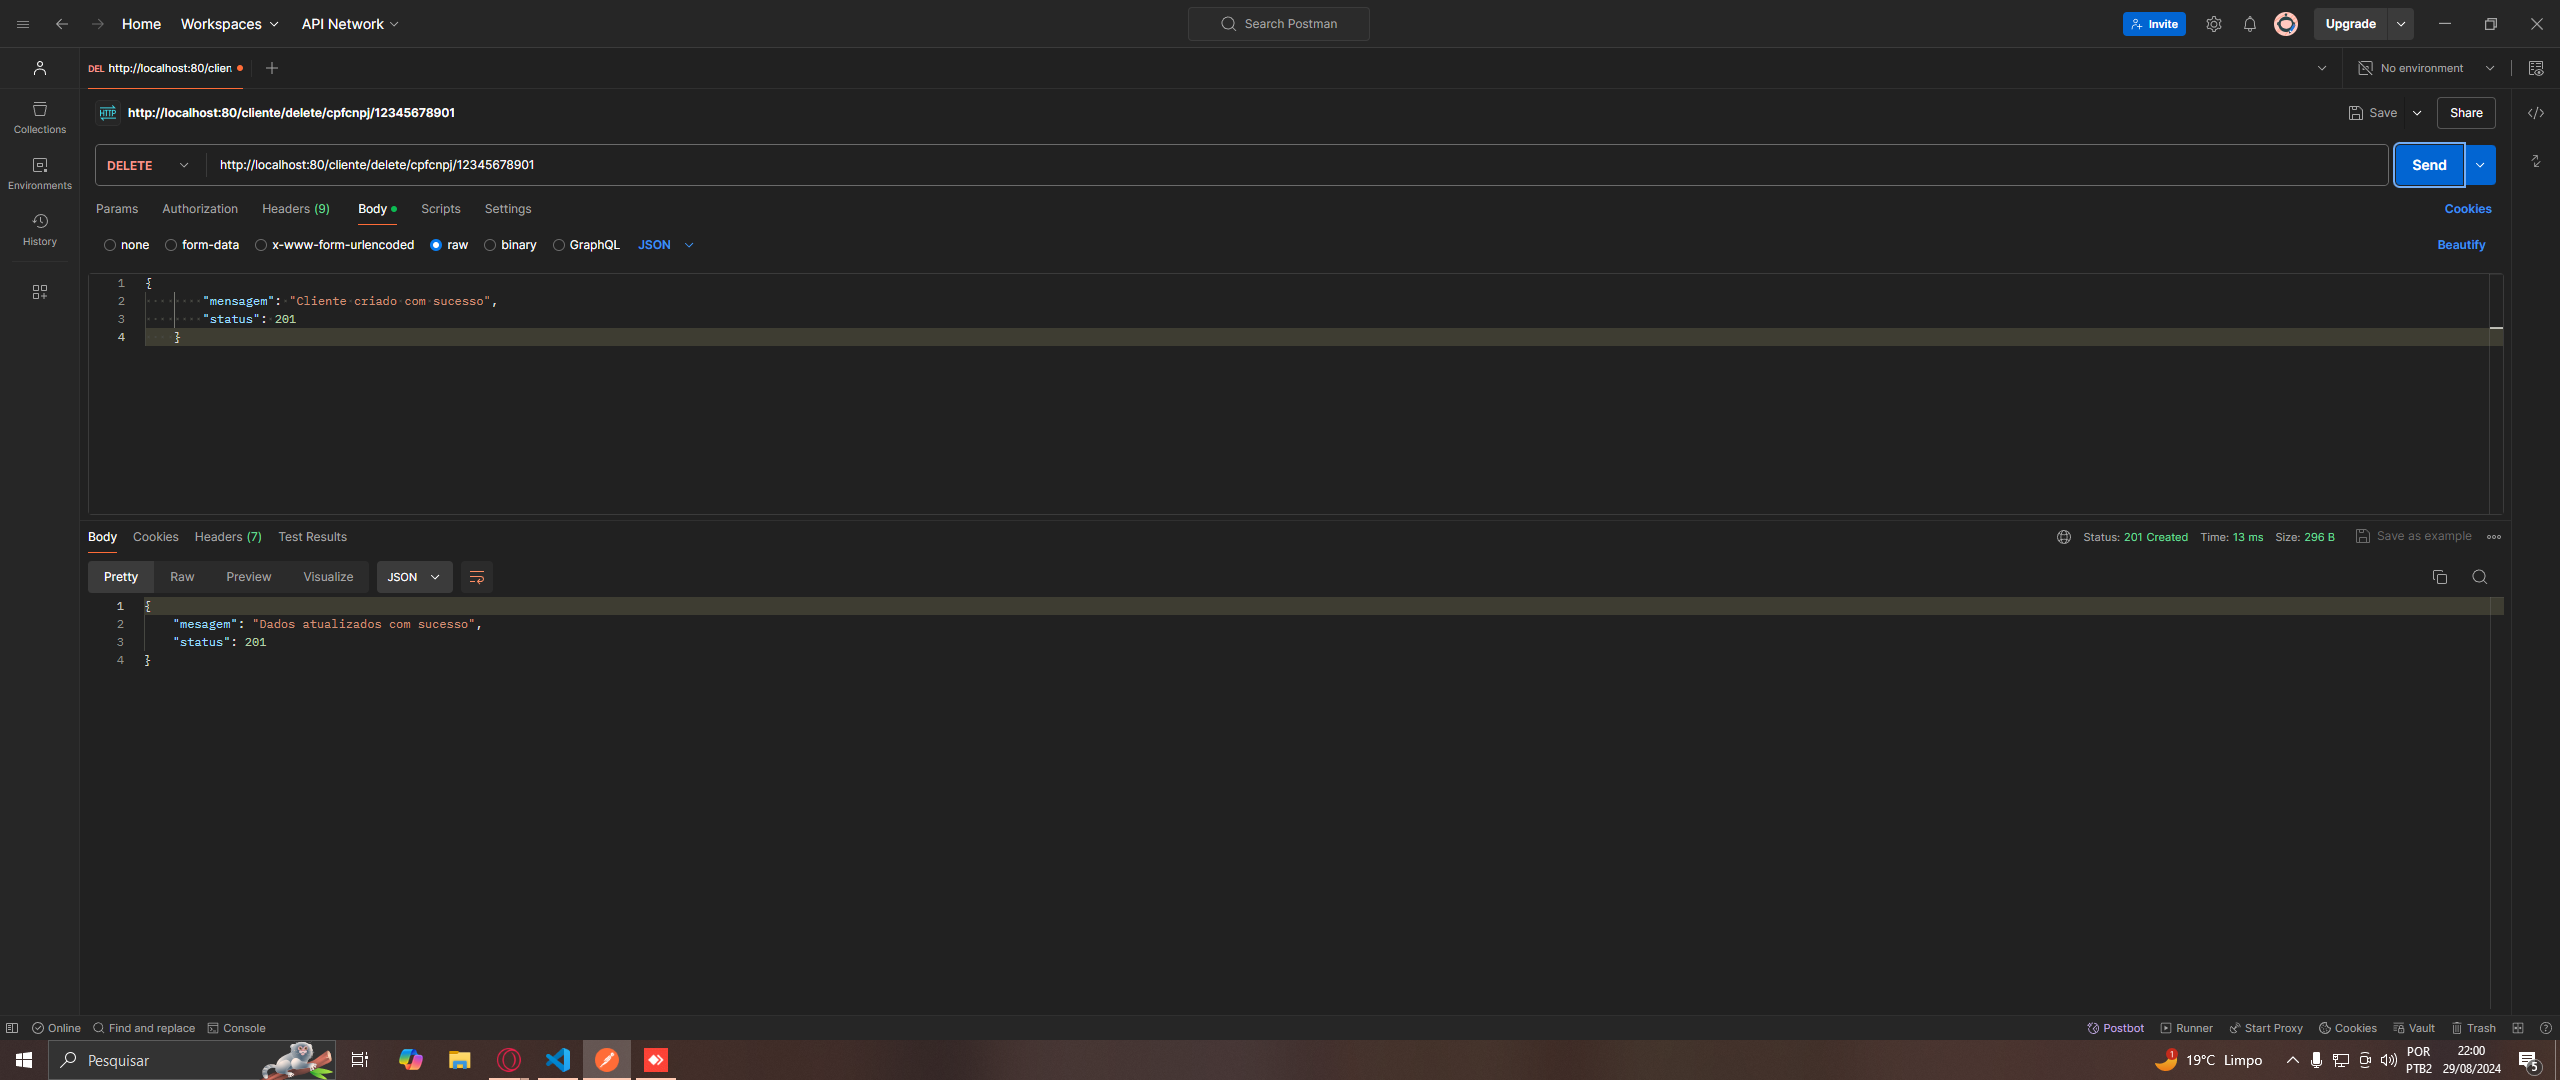 Home Workspaces API Network Search Postman Invite Upgrade
DEL http://localhost:80/clien No environment
HTTP http://localhost:80/cliente/delete/cpfcnpj/12345678901 Save Share
Collections
DELETE http://localhost:80/cliente/delete/cpfcnpj/12345678901 Send
Environments
Params Authorization Headers (9) Body Scripts Settings Cookies
History
none form-data x-www-form-urlencoded raw binary GraphQL JSON Beautify
1 {
2 "mensagem": "Cliente criado com sucesso",
3 "status": 201
4 }
Body Cookies Headers (7) Test Results Status: 201 Created Time: 13 ms Size: 296 B Save as example
Pretty Raw Preview Visualize JSON
1 {
2 "mesagem": "Dados atualizados com sucesso",
3 "status": 201
4 }
Online Find and replace Console Postbot Runner Start Proxy Cookies Vault Trash
Pesquisar 1 19°C Limpo POR PTB2 22:00 29/08/2024 5